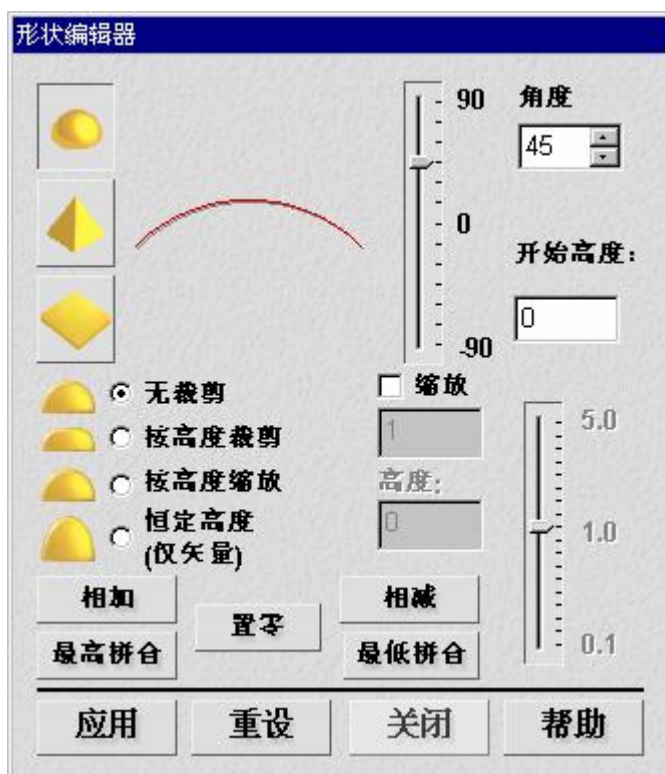 形状编辑器
90
角度
45
0
开始高度:
0
-90
无裁剪
缩放
5.0
按高度裁剪
1
按高度缩放
高度:
恒定高度
(仅矢量)
0
1.0
相加
相减
置零
最高拼合
最低拼合
0.1
应用
重设
关闭
帮助